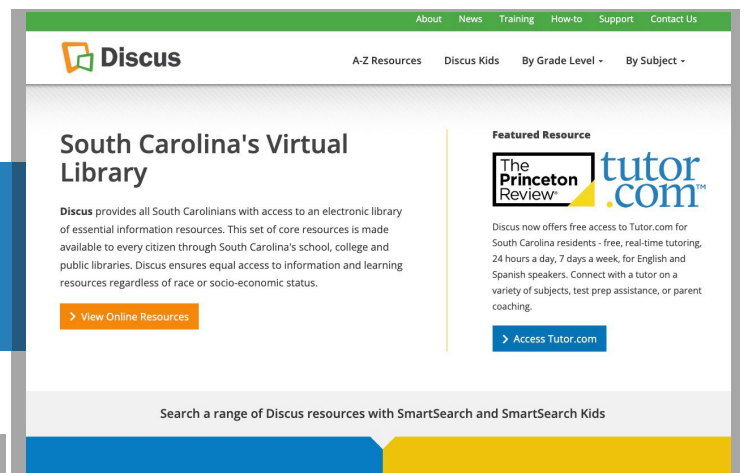 About News Training How-to Support Contact Us
Discus
A-Z Resources Discus Kids By Grade Level By Subject
South Carolina's Virtual
Library
Discus provides all South Carolinians with access to an electronic library
of essential information resources. This set of core resources is made
available to every citizen through South Carolina's school, college and
public libraries. Discus ensures equal access to information and learning
resources regardless of race or socio-economic status.
View Online Resources
Featured Resource
The
Princeton
Review®
tutor
.com™
Discus now offers free access to Tutor.com for
South Carolina residents - free, real-time tutoring,
24 hours a day, 7 days a week, for English and
Spanish speakers. Connect with a tutor on a
variety of subjects, test prep assistance, or parent
coaching.
Access Tutor.com
Search a range of Discus resources with SmartSearch and SmartSearch Kids